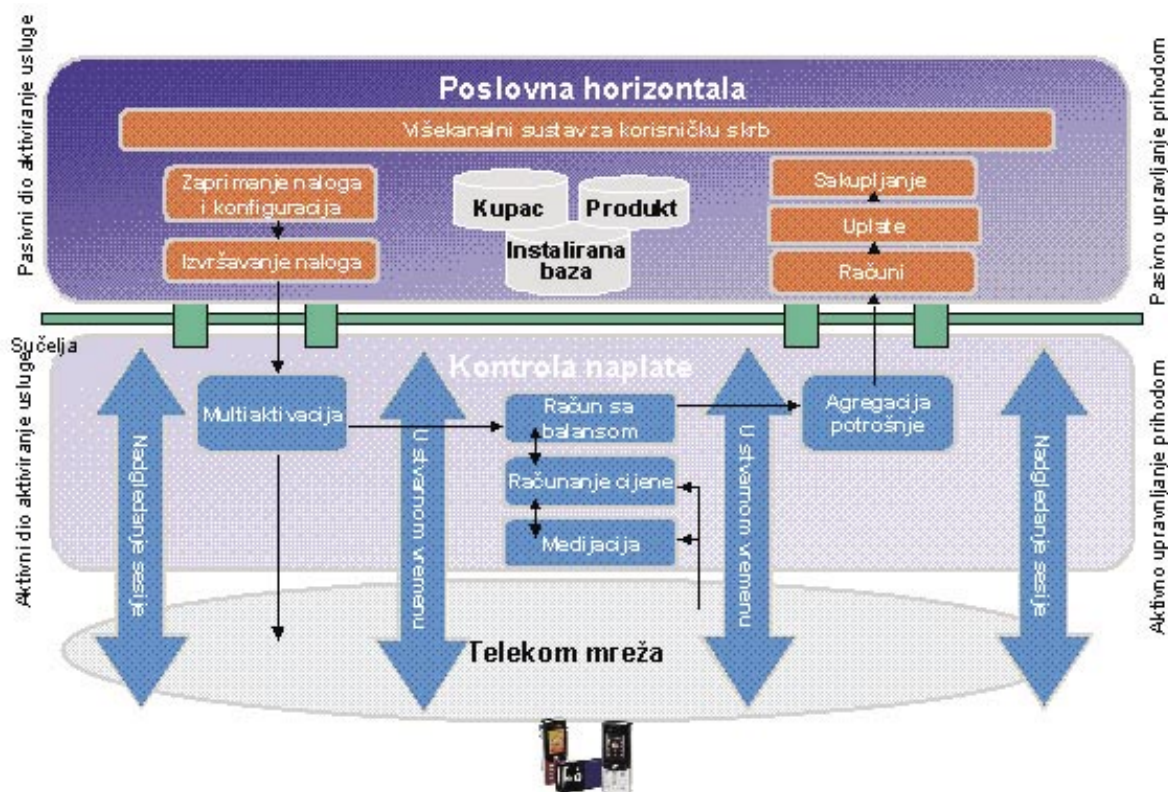 Pasivni dio aktiviranje usluge
Poslovna horizontala
Višekanalni sustav za korisničku skrb
Zaprimanje naloga
i konfiguracija
Izvršavanje naloga
Kupac
Produkt
Instalirana
baza
Sakupljanje
Uplate
Računi
Pasivno upravljanje prihodom
Sučelja
Aktivni dio aktiviranje usluge
Kontrola naplate
Nadgledanje sesije
Multiaktivacija
U stvarnom vremenu
Račun sa
balansom
Računanje cijene
Medijacija
U stvarnom vremenu
Agregacija
potrošnje
Nadgledanje sesije
Aktivno upravnljanje prihodom
Telekom mreža